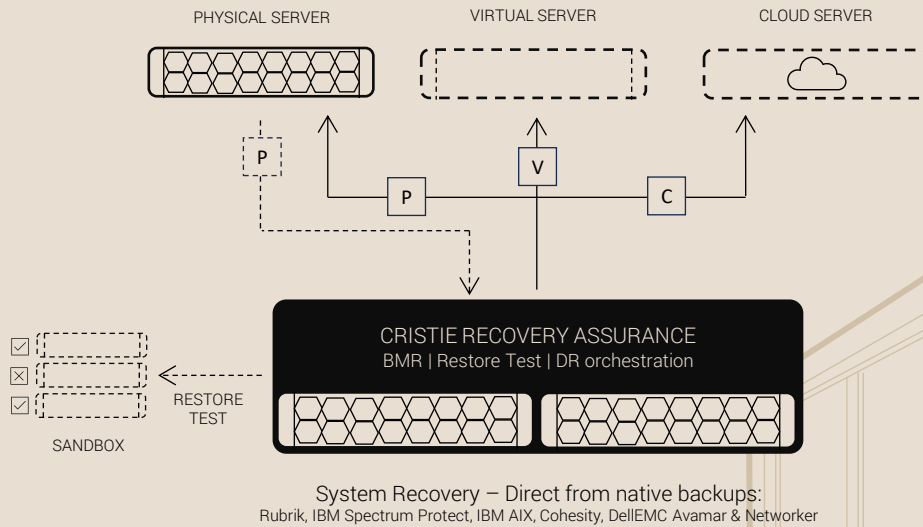 PHYSICAL SERVER
VIRTUAL SERVER
CLOUD SERVER
P
V
P
C
CRISTIE RECOVERY ASSURANCE
BMR | Restore Test | DR orchestration
RESTORE
TEST
SANDBOX
System Recovery – Direct from native backups:
Rubrik, IBM Spectrum Protect, IBM AIX, Cohesity, DellEMC Avamar & Networker